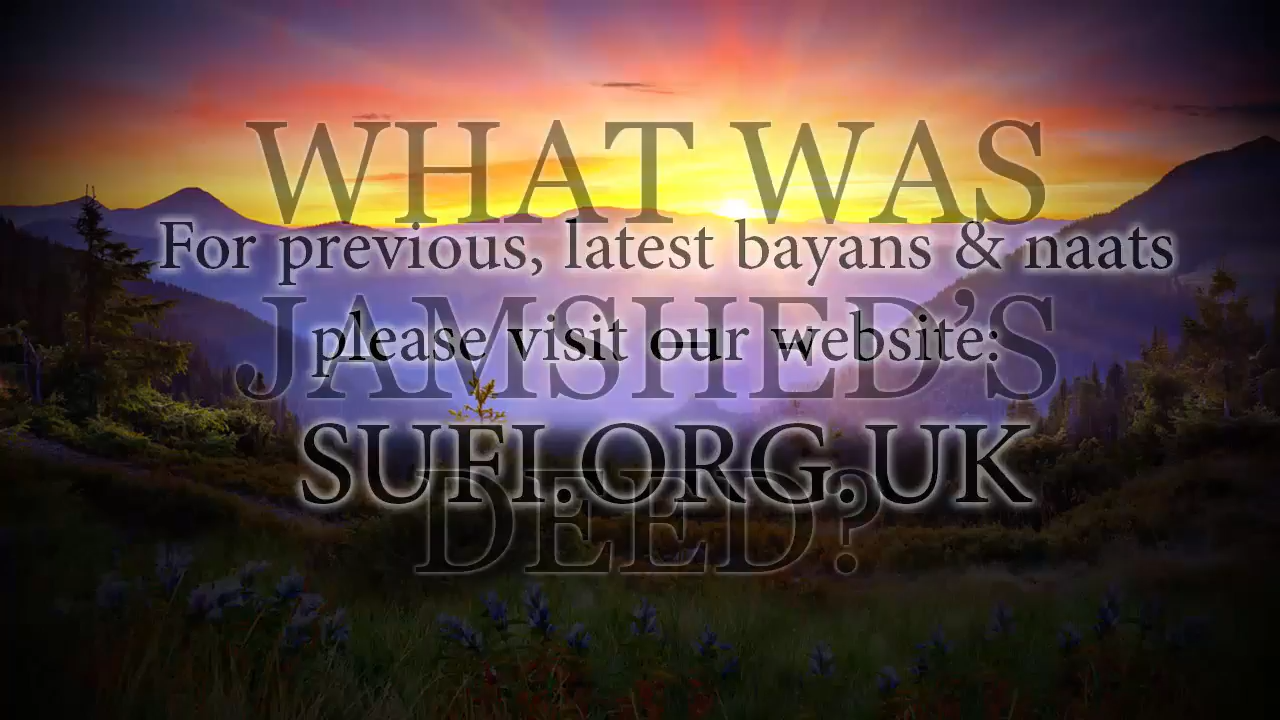 WHAT WAS
For previous, latest bayans & naats
JAMSHED'S
please visit our website:
SUFI.ORG.UK
DEED?